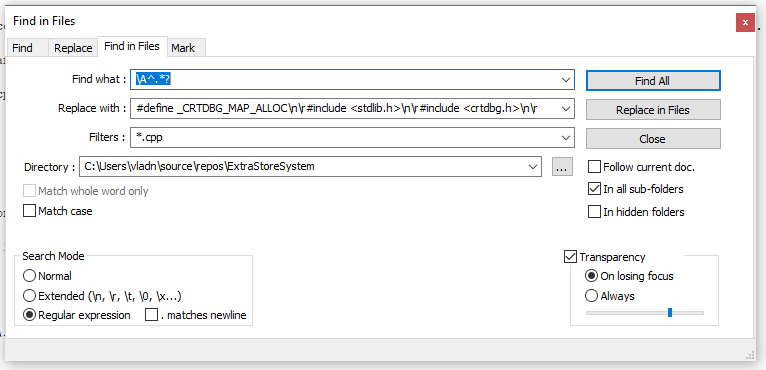 Find in Files
x
Find Replace Find in Files Mark
Find what : \A^.*? Find All
Replace with : #define _CRTDBG_MAP_ALLOC\n\r#include <stdlib.h>\n\r#include <crtdbg.h>\n\r Replace in Files
Filters : *.cpp Close
Directory : C:\Users\vladn\source\repos\ExtraStoreSystem ... Follow current doc.
Match whole word only In all sub-folders
Match case In hidden folders
Search Mode Transparency
Normal On losing focus
Extended (\n, \r, \t, \0, \x...) Always
Regular expression . matches newline